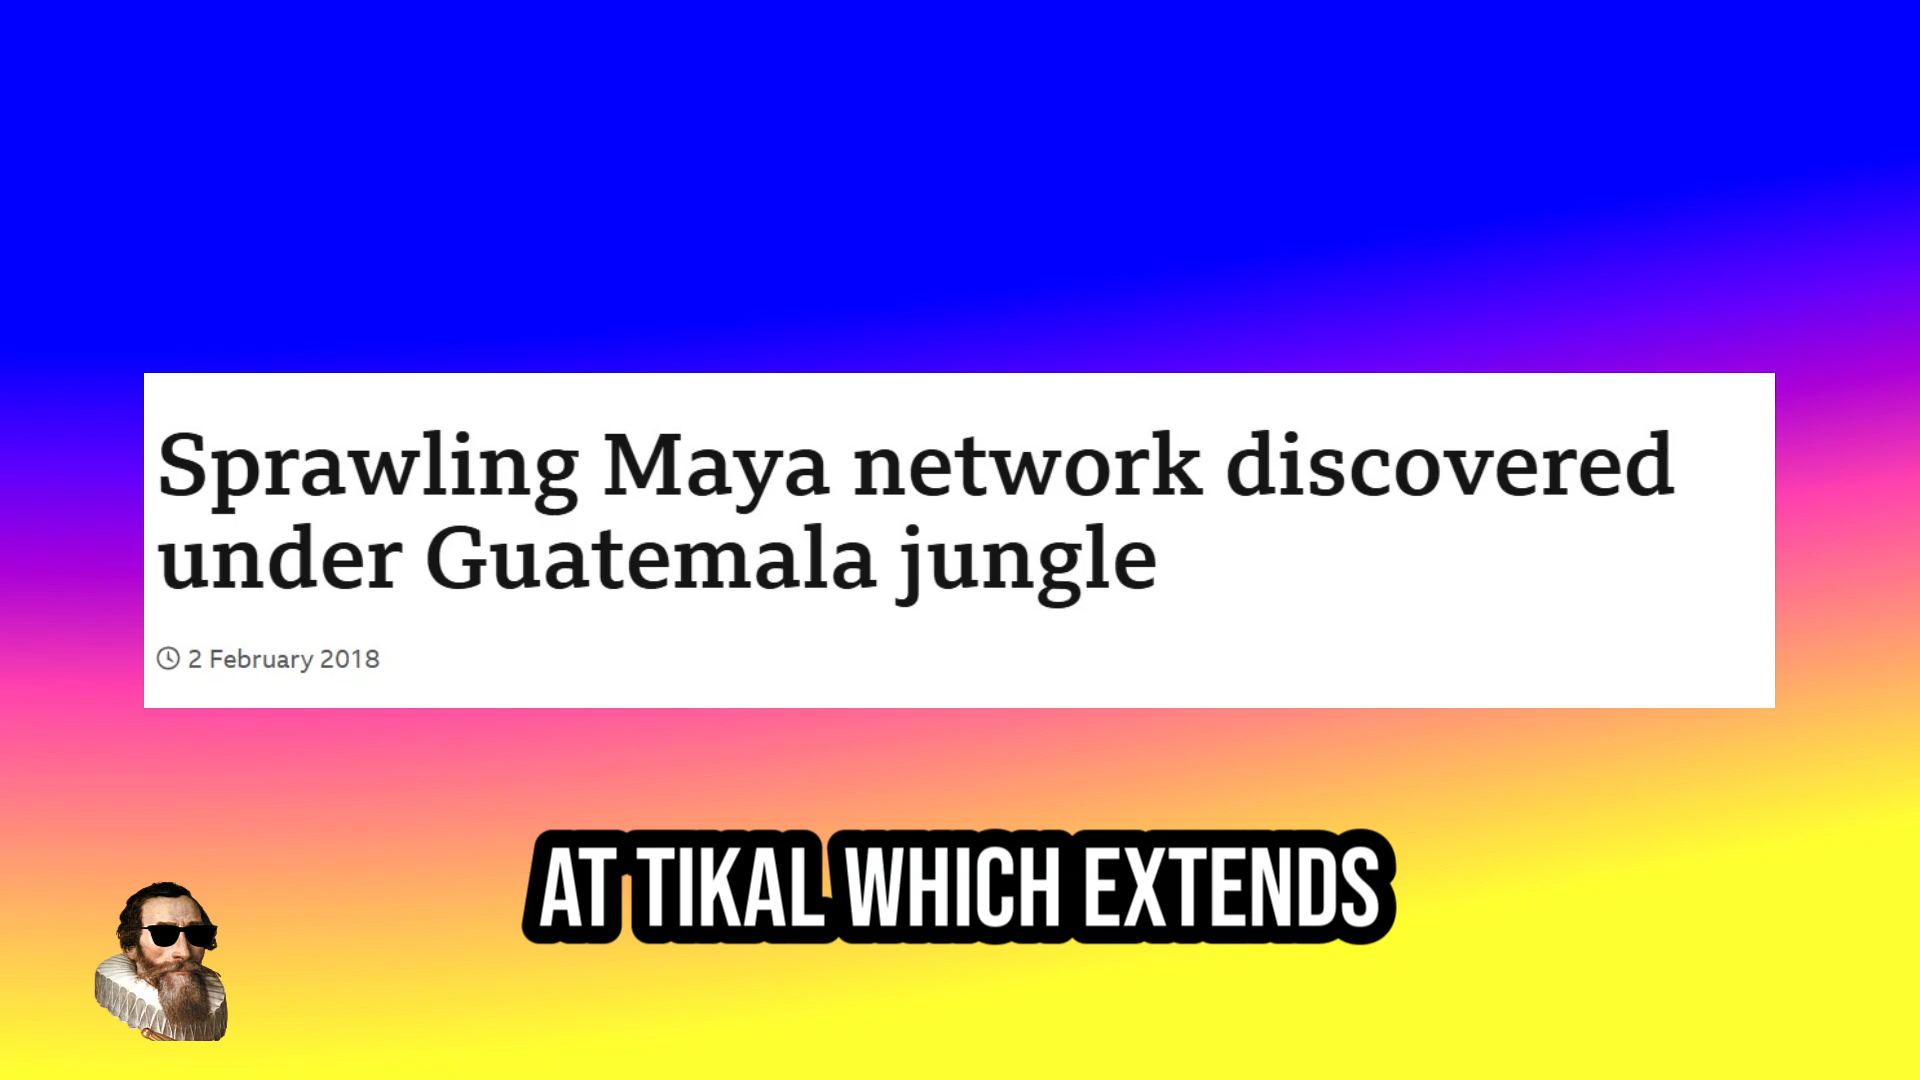 Sprawling Maya network discovered
under Guatemala jungle
2 February 2018
AT TIKAL WHICH EXTENDS